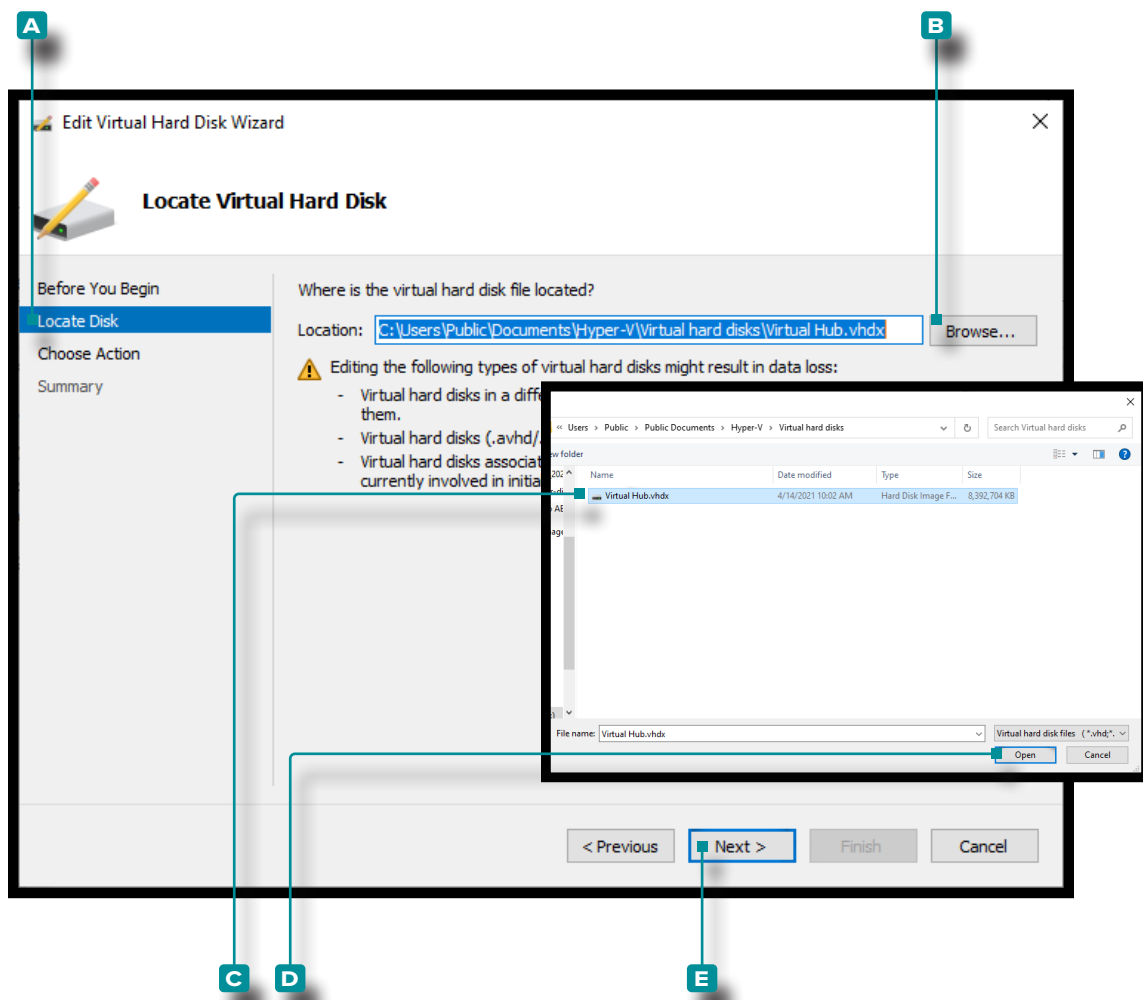 A
B
Edit Virtual Hard Disk Wizard
Locate Virtual Hard Disk
Before You Begin
Locate Disk
Choose Action
Summary
Where is the virtual hard disk file located?
Location: C:\Users\Public\Documents\Hyper-V\Virtual hard disks\Virtual Hub.vhdx Browse...
Editing the following types of virtual hard disks might result in data loss:
- Virtual hard disks in a
them.
- Virtual hard disks (.avhd/
- Virtual hard disks
currently involved in
« Users > Public > Public Documents > Hyper-V > Virtual hard disks
Search Virtual hard disks
folder
Name Date modified Type Size
Virtual Hub.vhdx 4/14/2021 10:02 AM Hard Disk Image F... 8,392,704 KB
File name: Virtual Hub.vhdx Virtual hard disk files (*.vhd;*.
Open Cancel
< Previous Next > Finish Cancel
C D E